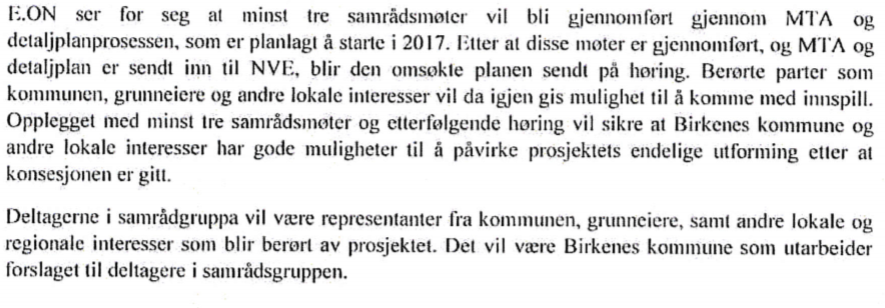 E.ON ser for seg at minst tre samrådsmøter vil bli gjennomført gjennom MTA og
detaljplanprosessen, som er planlagt å starte i 2017. Etter at disse møter er gjennomført, og MTA og
detaljplan er sendt inn til NVE, blir den omsøkte planen sendt på høring. Berørte parter som
kommunen, grunneiere og andre lokale interesser vil da igjen gis mulighet til å komme med innspill.
Opplegget med minst tre samrådsmøter og etterfølgende høring vil sikre at Birkenes kommune og
andre lokale interesser har gode muligheter til å påvirke prosjektets endelige utforming etter at
konsesjonen er gitt.
Deltagerne i samrådgruppa vil være representanter fra kommunen, grunneiere, samt andre lokale og
regionale interesser som blir berørt av prosjektet. Det vil være Birkenes kommune som utarbeider
forslaget til deltagere i samrådsgruppen.